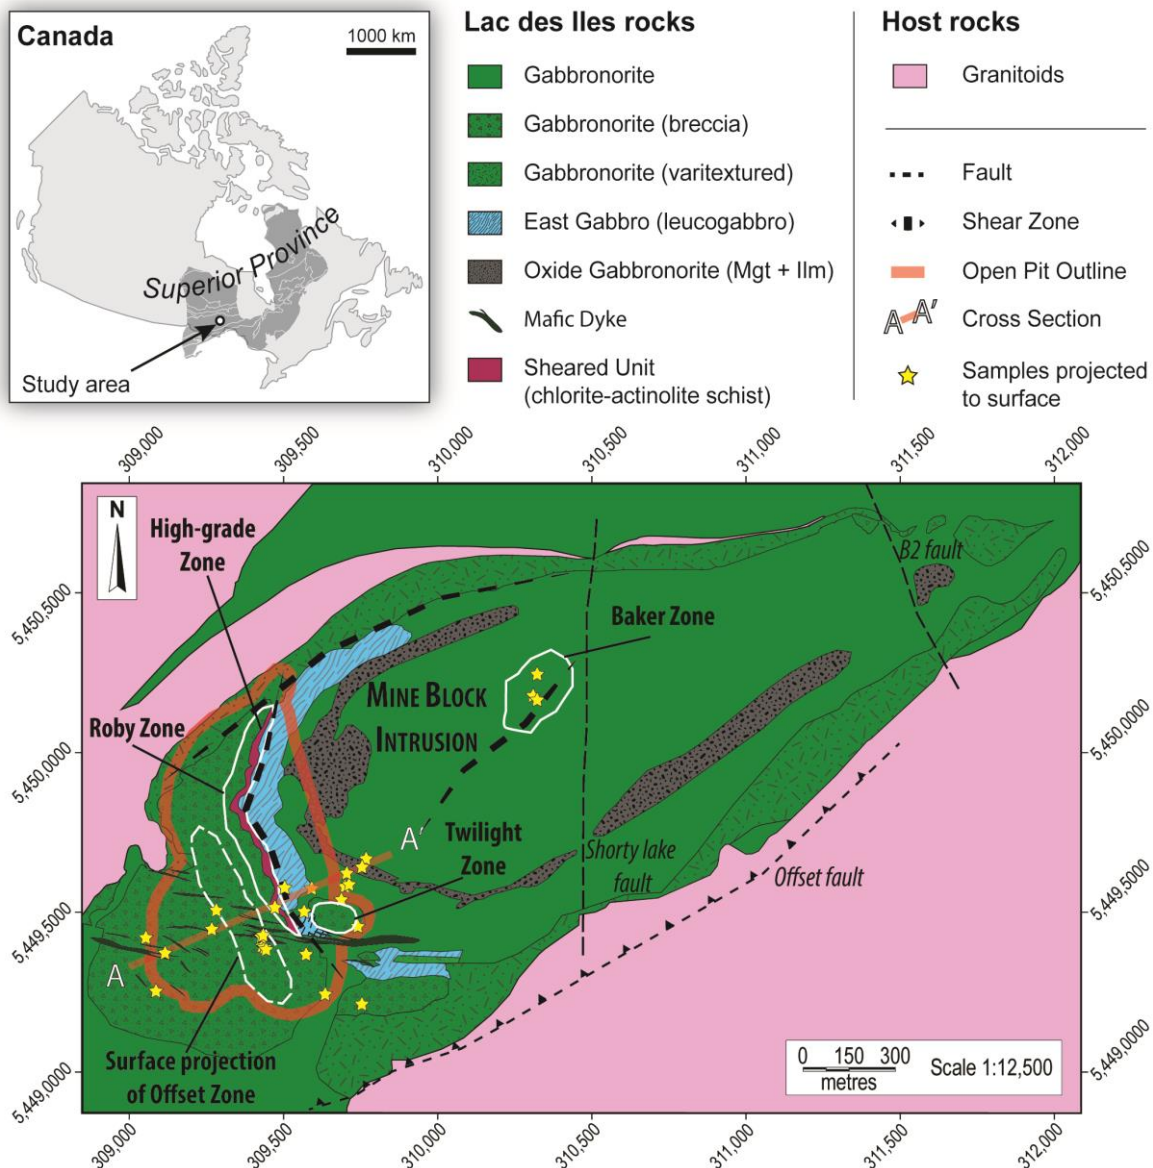 Canada
1000 km
Superior Province
Study area
Lac des Iles rocks
Gabbronorite
Gabbronorite (breccia)
Gabbronorite (varitextured)
East Gabbro (leucogabbro)
Oxide Gabbronorite (Mgt + Ilm)
Mafic Dyke
Sheared Unit
(chlorite-actinolite schist)
Host rocks
Granitoids
Fault
Shear Zone
Open Pit Outline
A A'
Cross Section
Samples projected
to surface
309,000
309,500
310,000
310,500
311,000
311,500
312,000
N
High-grade
Zone
B2 fault
5,450,5000
5,450,5000
Baker Zone
Roby Zone
MINE BLOCK
INTRUSION
5,450,0000
5,450,0000
A'
Twilight
Zone
Shorty lake
fault
Offset fault
5,449,5000
5,449,5000
A
Surface projection
of Offset Zone
0 150 300
metres
Scale 1:12,500
5,449,0000
5,449,0000
309,000
309,500
310,000
310,500
311,000
311,500
312,000